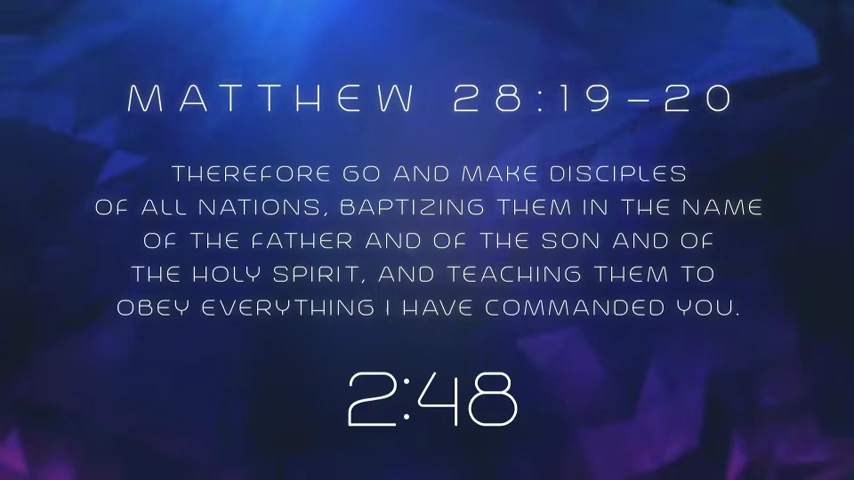 MATTHEW 28:19–20
THEREFORE GO AND MAKE DISCIPLES
OF ALL NATIONS, BAPTIZING THEM IN THE NAME
OF THE FATHER AND OF THE SON AND OF
THE HOLY SPIRIT, AND TEACHING THEM TO
OBEY EVERYTHING I HAVE COMMANDED YOU.
2:48